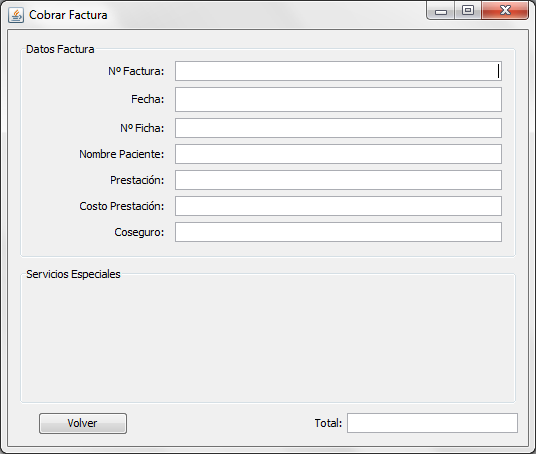 Cobrar Factura
Datos Factura
Nº Factura:
Fecha:
Nº Ficha:
Nombre Paciente:
Prestación:
Costo Prestación:
Coseguro:
Servicios Especiales
Volver Total: